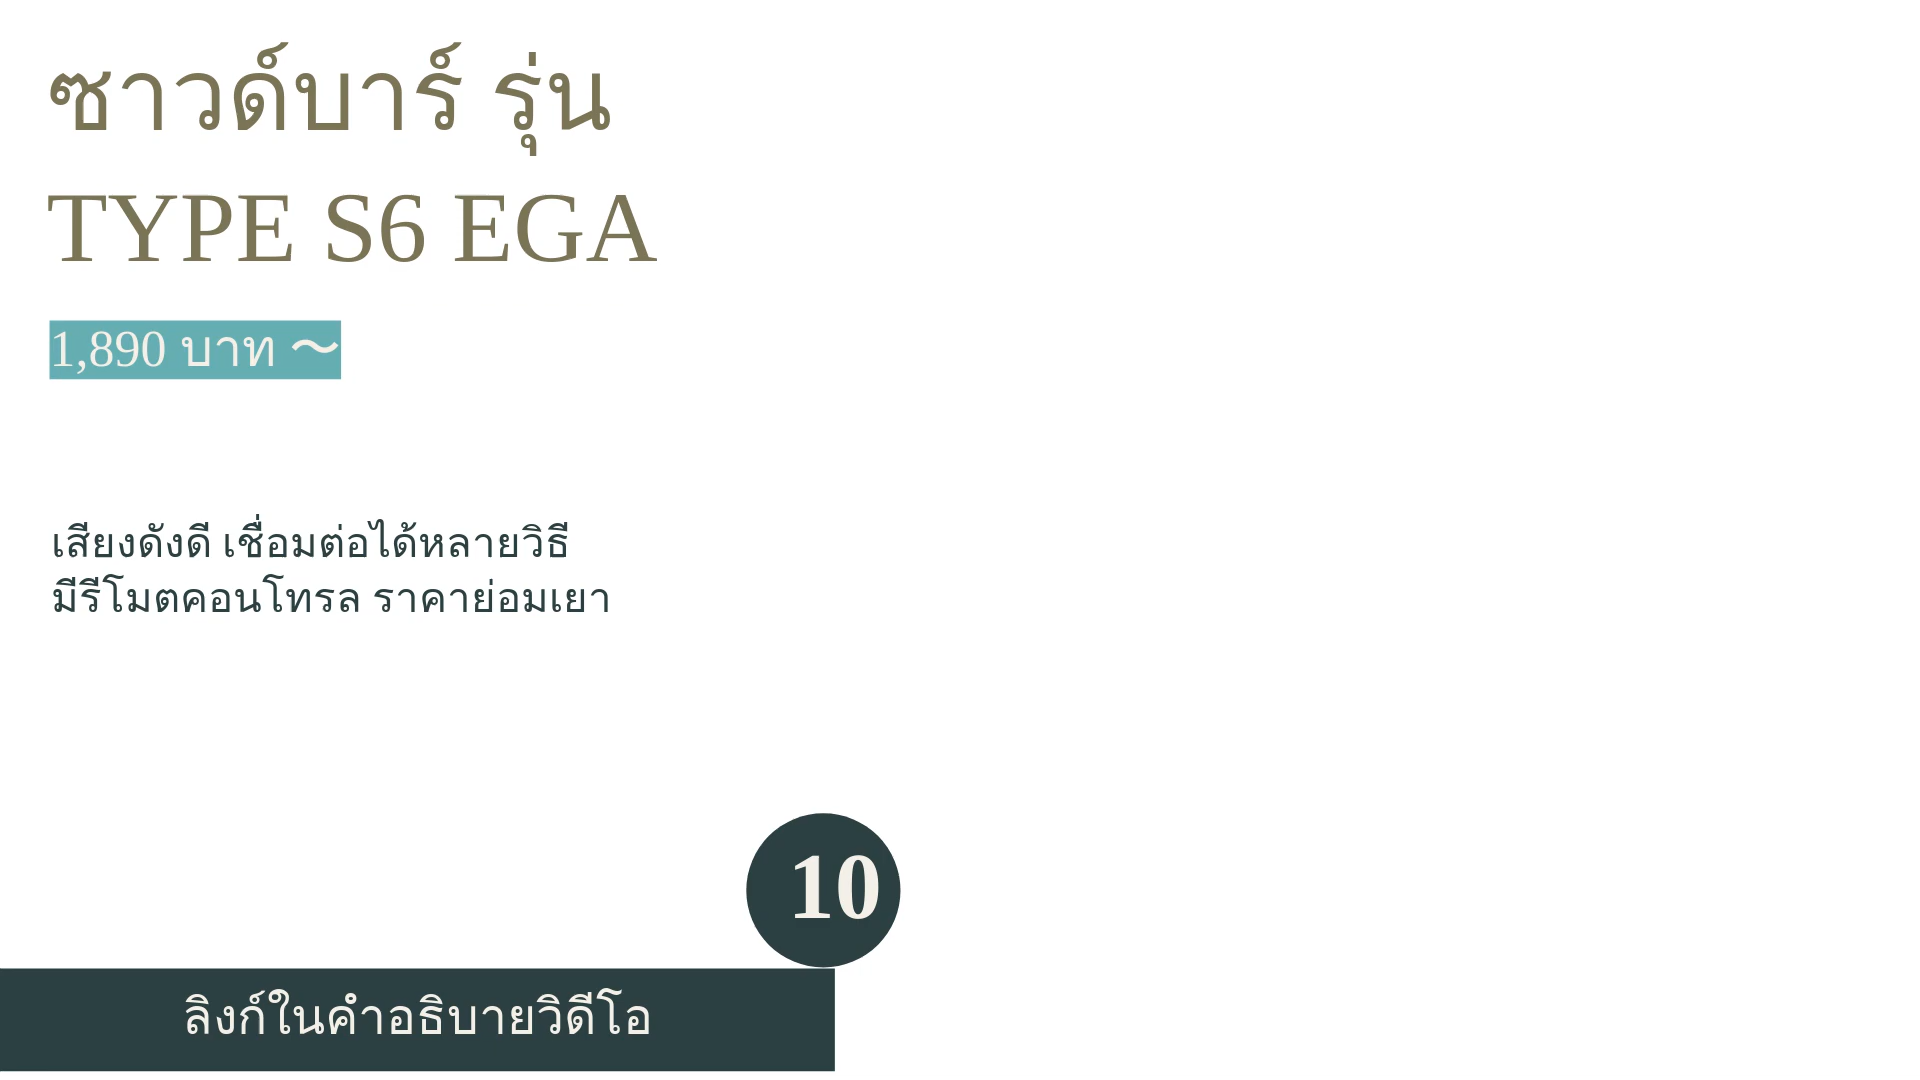 ซาวด์บาร์ รุ่น
TYPE S6 EGA
1,890 บาท ～
เสียงดังดี เชื่อมต่อได้หลายวิธี
มีรีโมตคอนโทรล ราคาย่อมเยา
10
ลิงก์ในคำอธิบายวิดีโอ